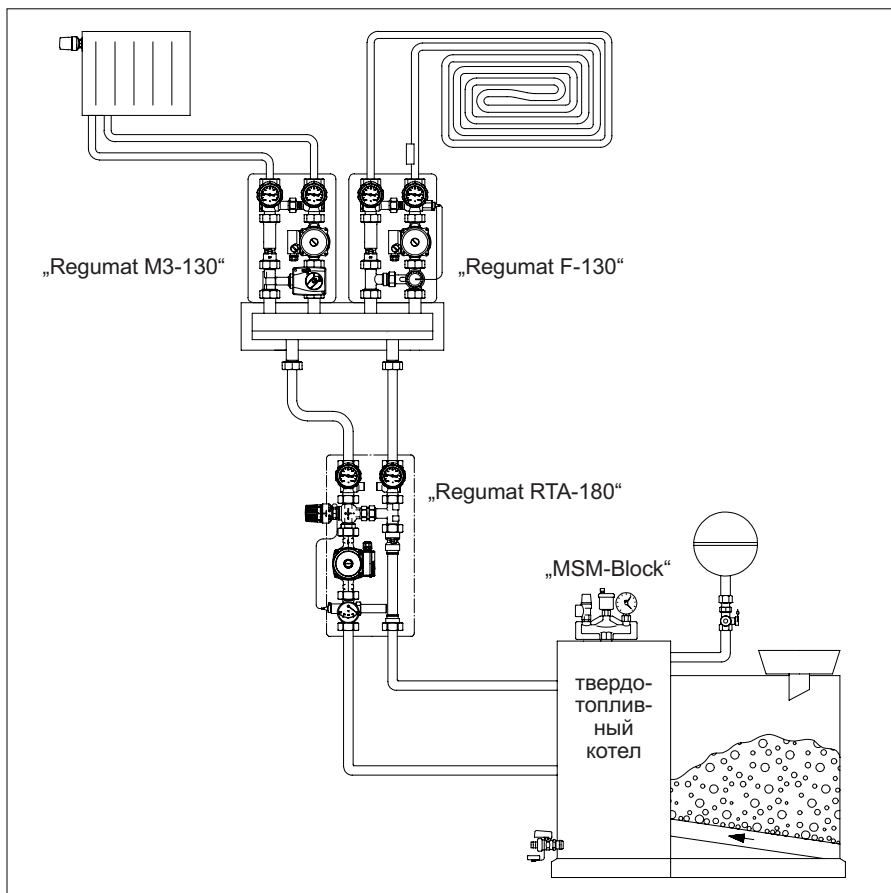 „Regumat M3-130“
„Regumat F-130“
„Regumat RTA-180“
„MSM-Block“
твердо-
топлив-
ный
котел